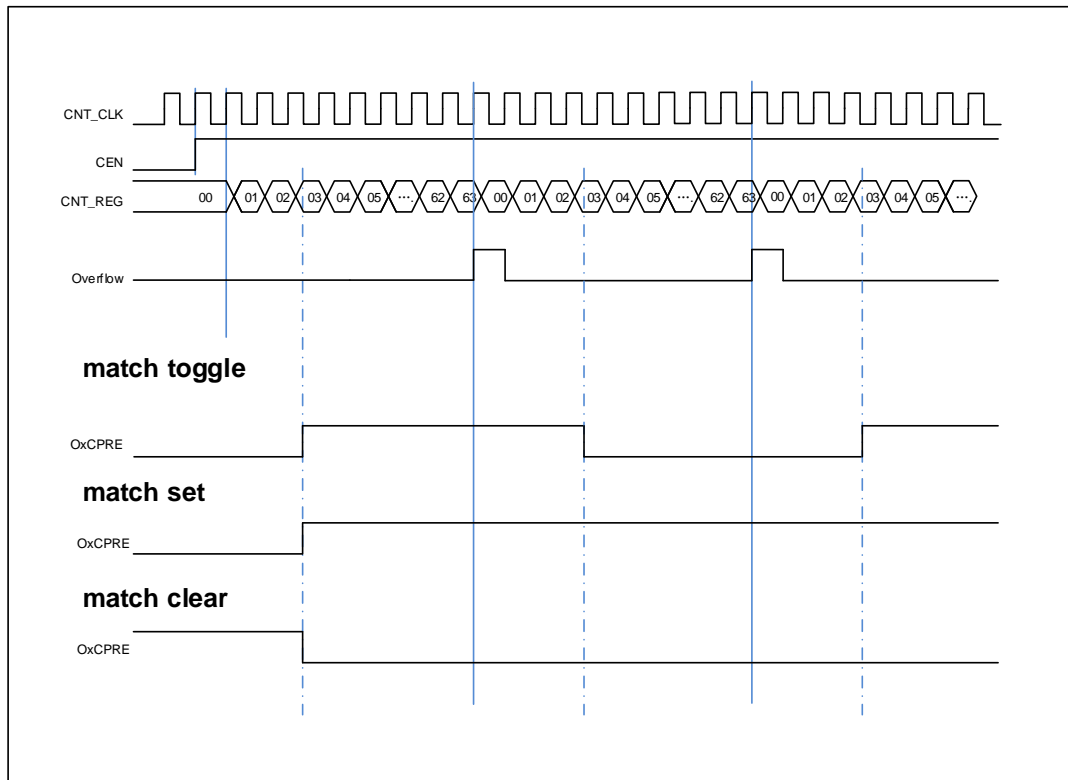 CNT_CLK
CEN
CNT_REG 00 01 02 03 04 05 …. 62 63 00 01 02 03 04 05 …. 62 63 00 01 02 03 04 05 ….
Overflow
match toggle
OxCPRE
match set
OxCPRE
match clear
OxCPRE